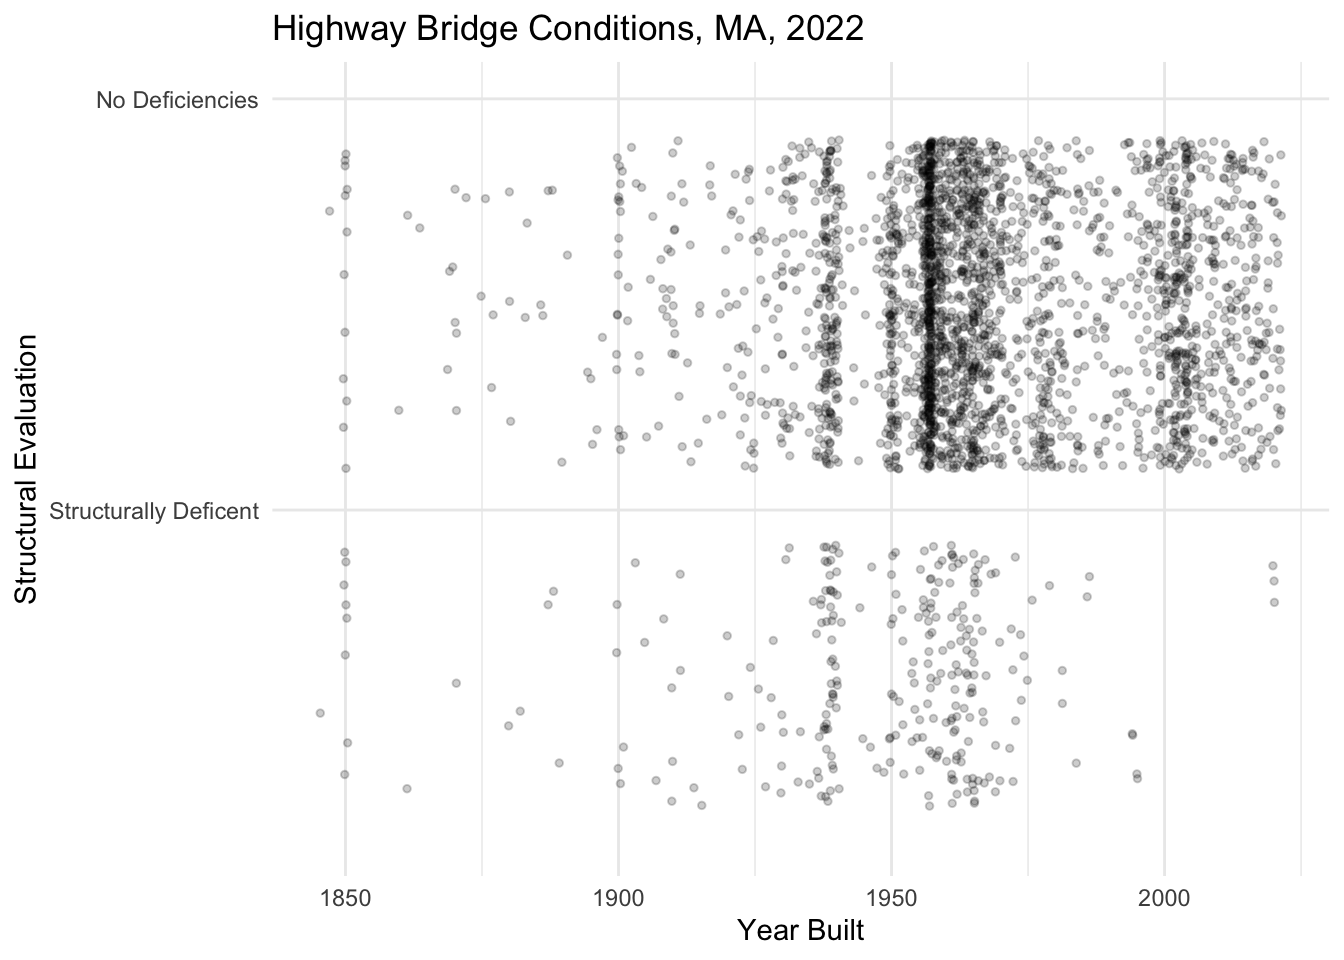 Highway Bridge Conditions, MA, 2022
No Deficiencies
Structurally Deficent
Structural Evaluation
1850 1900 1950 2000
Year Built